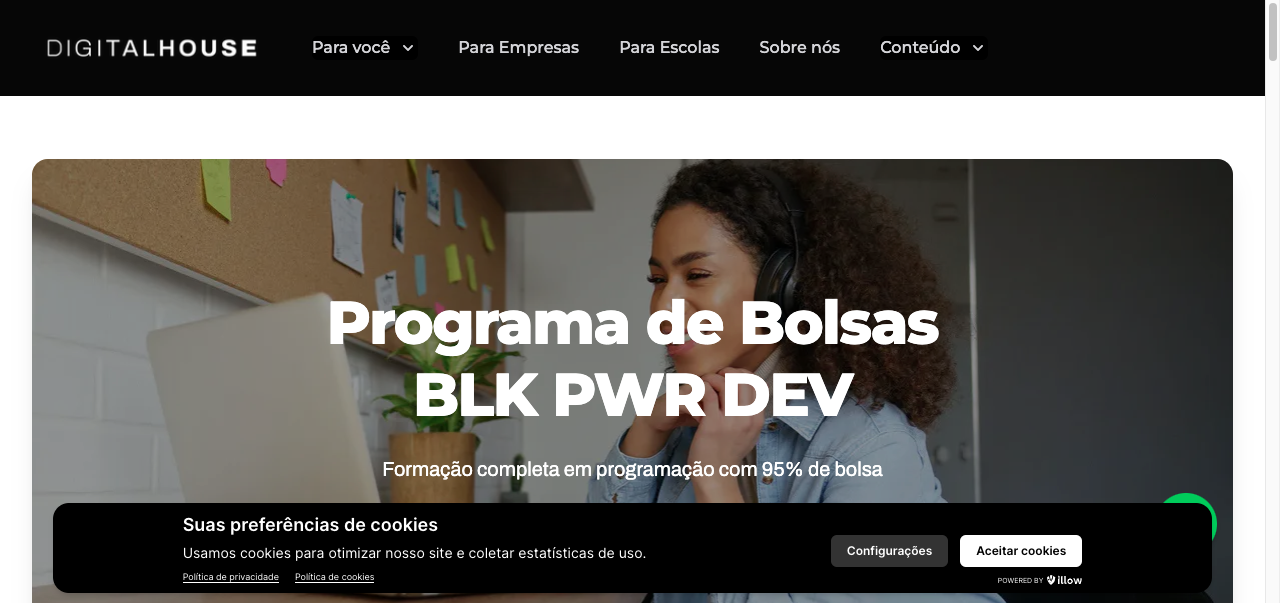 DIGITALHOUSE
Para você
Para Empresas
Para Escolas
Sobre nós
Conteúdo
Programa de Bolsas
BLK PWR DEV
Formação completa em programação com 95% de bolsa
Suas preferências de cookies
Usamos cookies para otimizar nosso site e coletar estatísticas de uso.
Política de privacidade
Política de cookies
Configurações
Aceitar cookies
POWERED BY illow